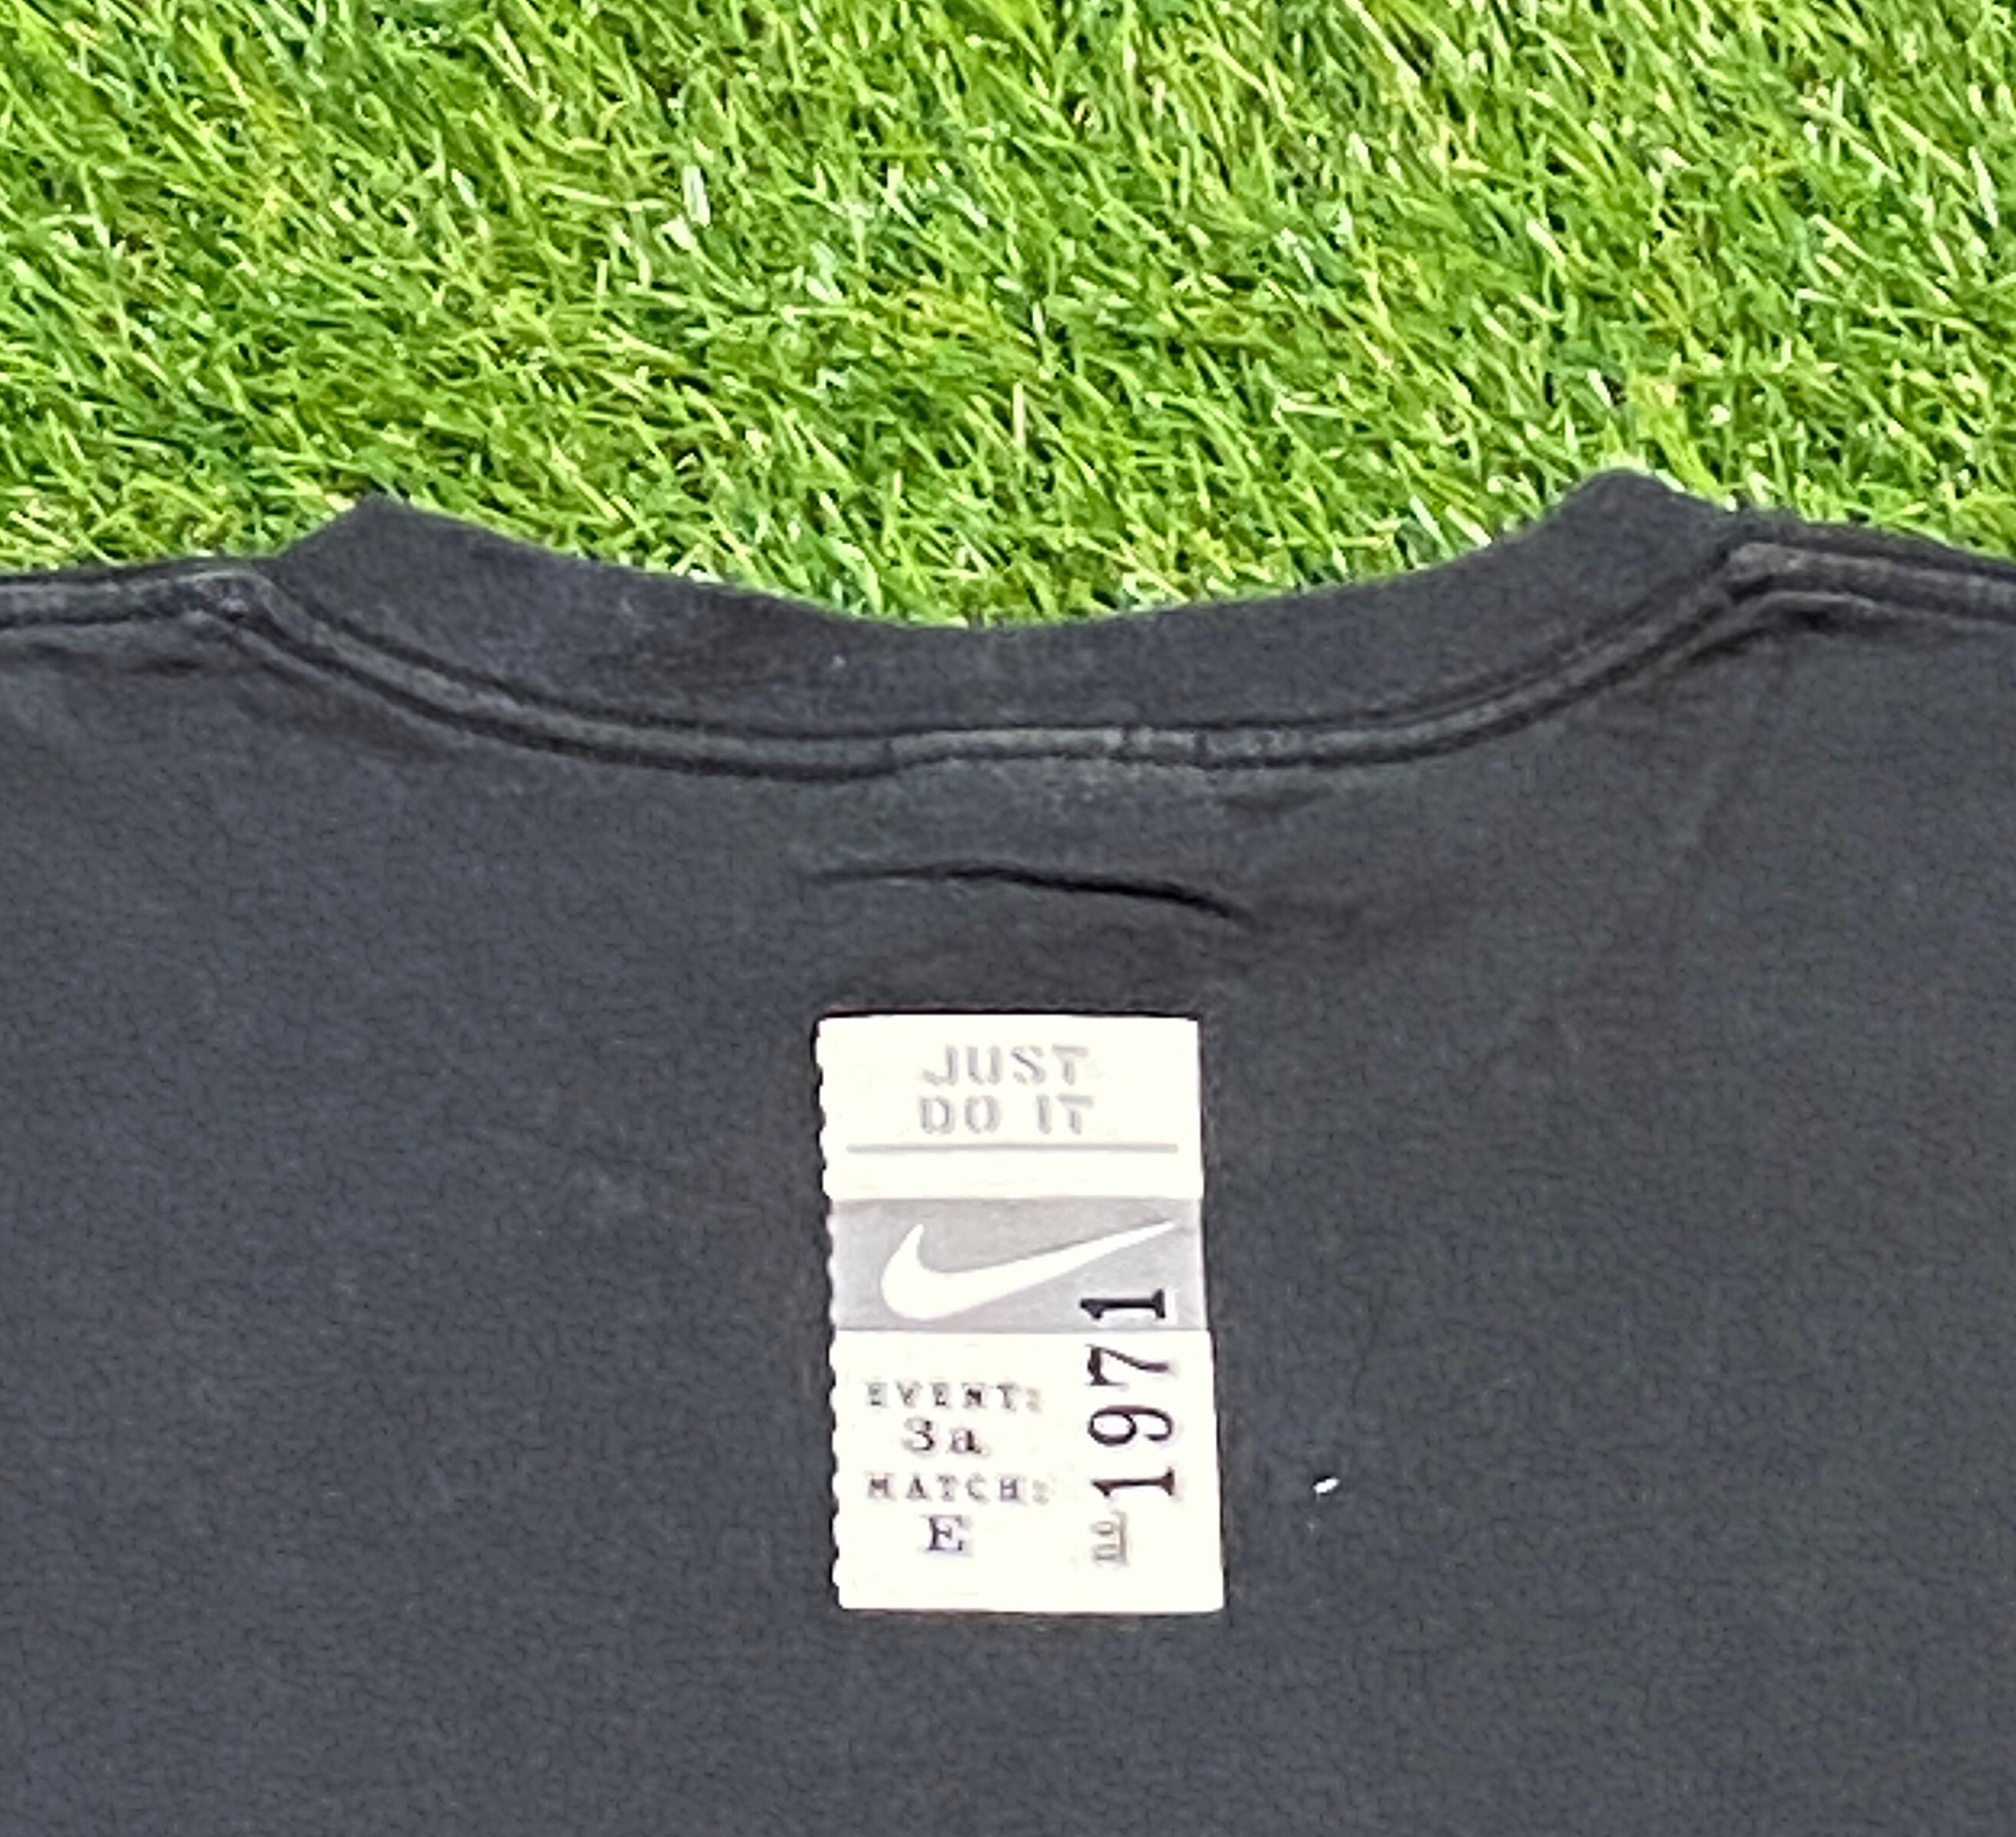 JUST
DO IT
EVENT:
3a
MATCH:
E
no 1971